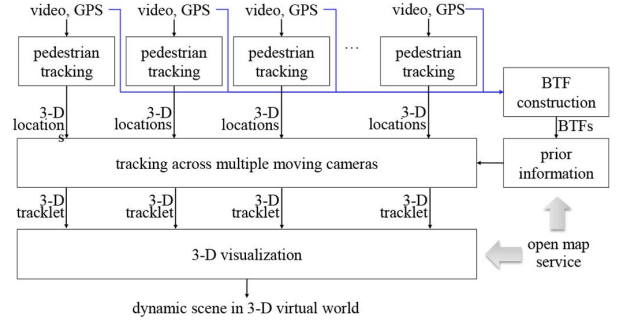 video, GPS
video, GPS
video, GPS
video, GPS
pedestrian
tracking
pedestrian
tracking
pedestrian
tracking
...
pedestrian
tracking
BTF
construction
3-D
location
s
3-D
locations
3-D
locations
3-D
locations
BTFs
tracking across multiple moving cameras
prior
information
3-D
tracklet
3-D
tracklet
3-D
tracklet
3-D
tracklet
3-D visualization
open map
service
dynamic scene in 3-D virtual world